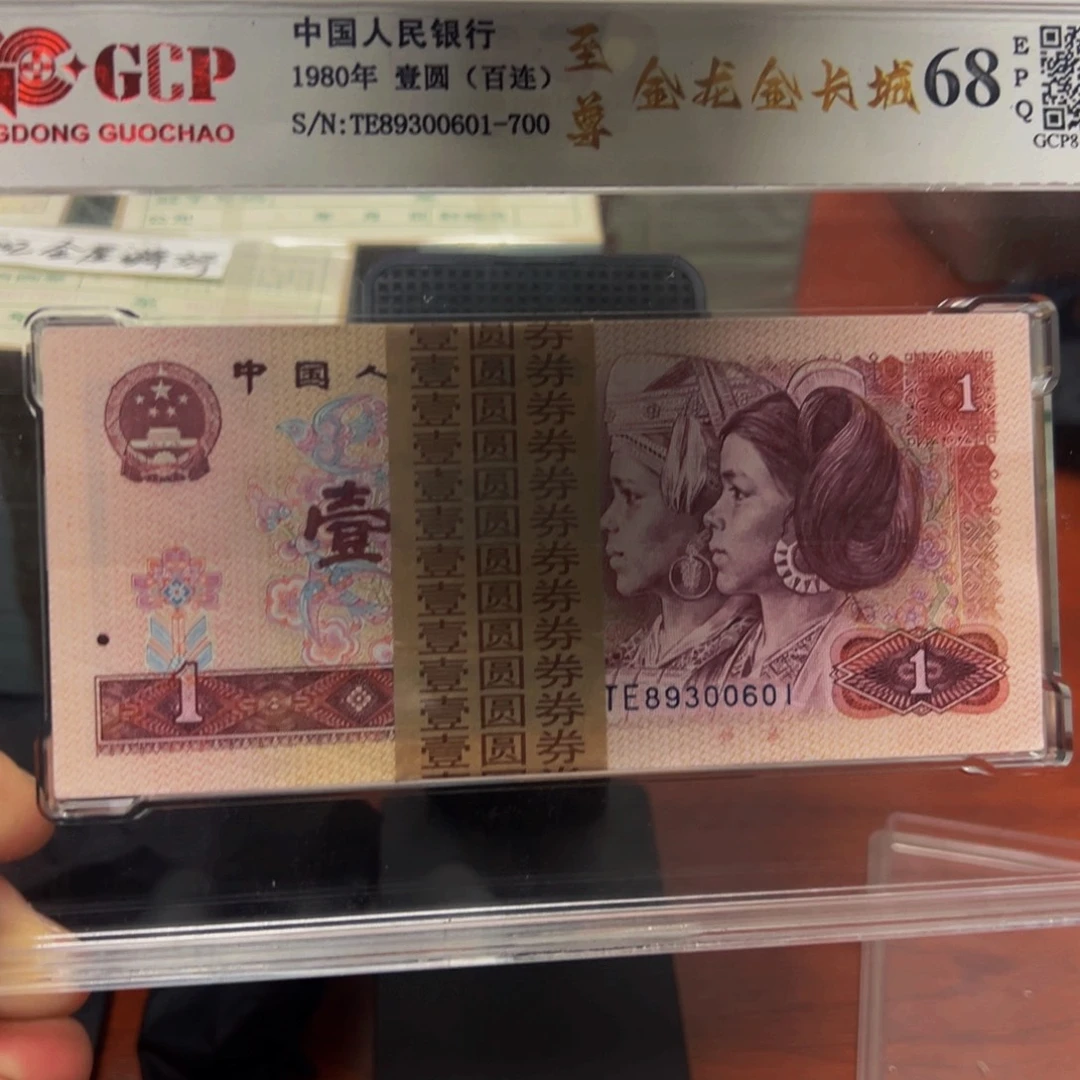 GCP
GDONG GUOCHAO
中国人民银行
1980年 壹圆（百连）
S/N:TE89300601-700
至尊
金龙金长城
68
EPQ
GCP8
中国人
壹
1
壹圆券
壹圆券
壹圆券
壹圆券
壹圆券
壹圆券
壹圆券
壹圆券
壹圆券
壹圆券
壹圆券
壹圆券
1
TE89300601
1